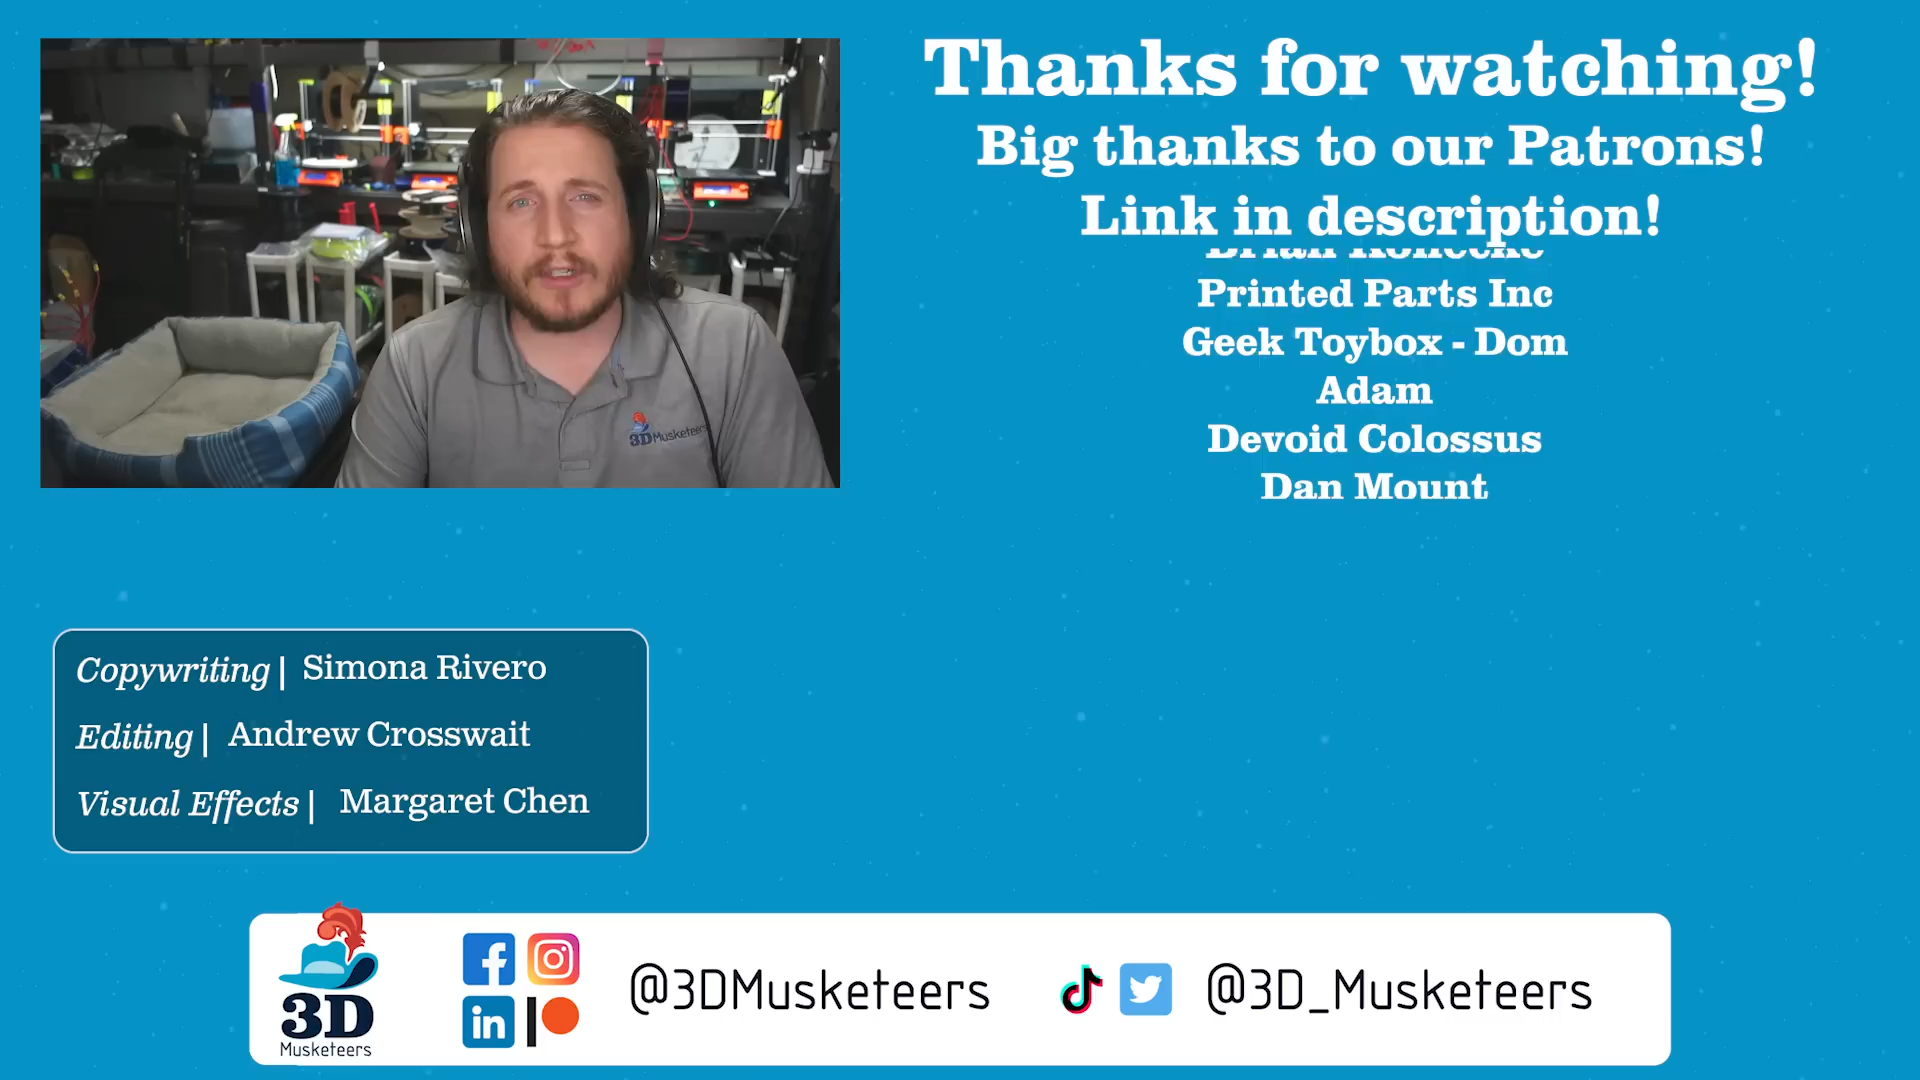 Thanks for watching!
Big thanks to our Patrons!
Link in description!
Printed Parts Inc
Geek Toybox - Dom
Adam
Devoid Colossus
Dan Mount
3DMusketeers
Copywriting | Simona Rivero
Editing | Andrew Crosswait
Visual Effects | Margaret Chen
3D
Musketeers
@3DMusketeers
@3D_Musketeers